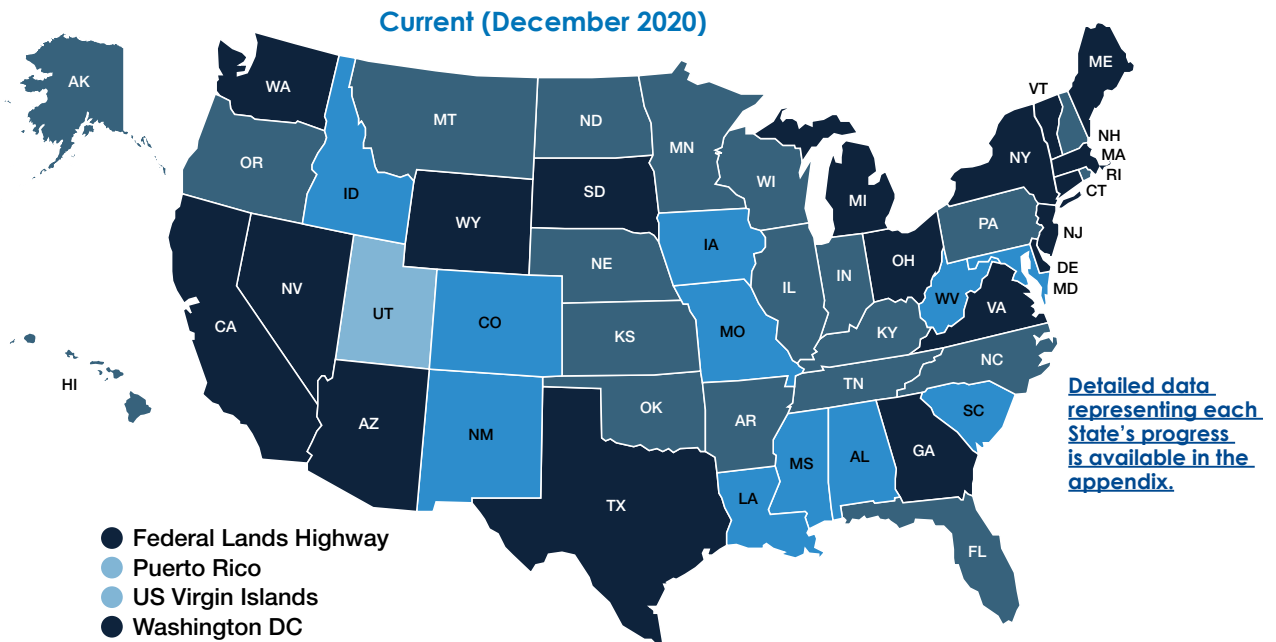 Current (December 2020)
AK
WA
MT
ND
MN
OR
ID
SD
WI
WY
MI
VT
ME
NH
MA
RI
CT
NY
PA
NJ
DE
MD
IA
NE
NV
UT
CO
CA
IL
IN
OH
WV
VA
KS
MO
KY
NC
TN
HI
AZ
NM
OK
AR
SC
MS
AL
GA
LA
TX
FL
Detailed data
representing each
State's progress
is available in the
appendix.
Federal Lands Highway
Puerto Rico
US Virgin Islands
Washington DC